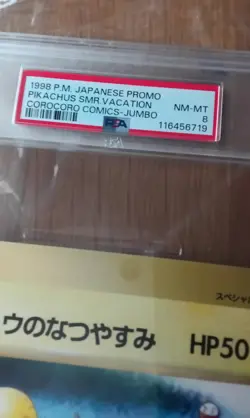 1998 P.M. JAPANESE PROMO
PIKACHUS SMR.VACATION NM-MT
COROCORO COMICS-JUMBO 8
PSA 116456719
スペシャ
ウのなつやすみ HP50